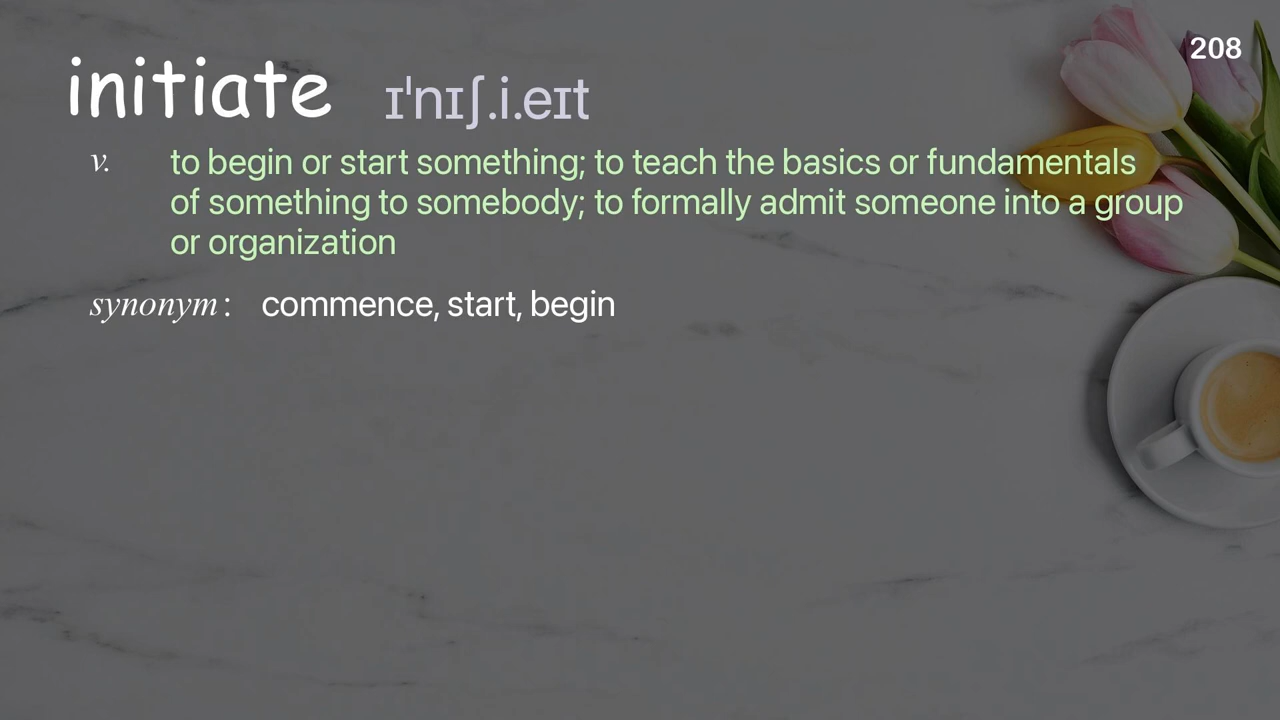 208
initiate ɪˈnɪʃ.i.eɪt
v. to begin or start something; to teach the basics or fundamentals
of something to somebody; to formally admit someone into a group
or organization
synonym: commence, start, begin